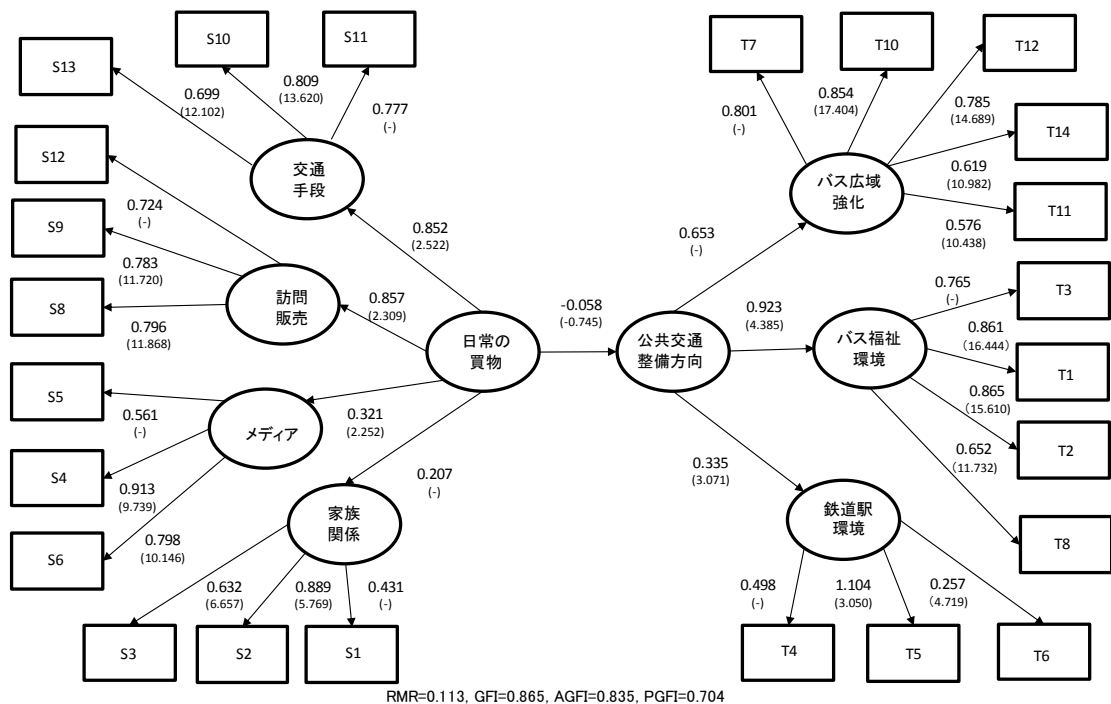 S10
S11
S13
0.809
(13.620)
0.699
(12.102)
0.777
(-)
S12
交通
手段
0.724
(-)
S9
0.852
(2.522)
0.783
(11.720)
S8
訪問
販売
0.857
(2.309)
0.796
(11.868)
日常の
買物
S5
0.561
(-)
0.321
(2.252)
メディア
S4
0.913
(9.739)
0.207
(-)
家族
関係
S6
0.798
(10.146)
0.632
(6.657)
0.889
(5.769)
0.431
(-)
S3
S2
S1
-0.058
(-0.745)
公共交通
整備方向
T7
T10
T12
0.801
(-)
0.854
(17.404)
0.785
(14.689)
T14
バス広域
強化
0.619
(10.982)
T11
0.576
(10.438)
0.653
(-)
0.765
(-)
T3
0.923
(4.385)
バス福祉
環境
0.861
(16.444)
T1
0.865
(15.610)
T2
0.652
(11.732)
T8
0.335
(3.071)
鉄道駅
環境
0.498
(-)
1.104
(3.050)
0.257
(4.719)
T4
T5
T6
RMR=0.113, GFI=0.865, AGFI=0.835, PGFI=0.704